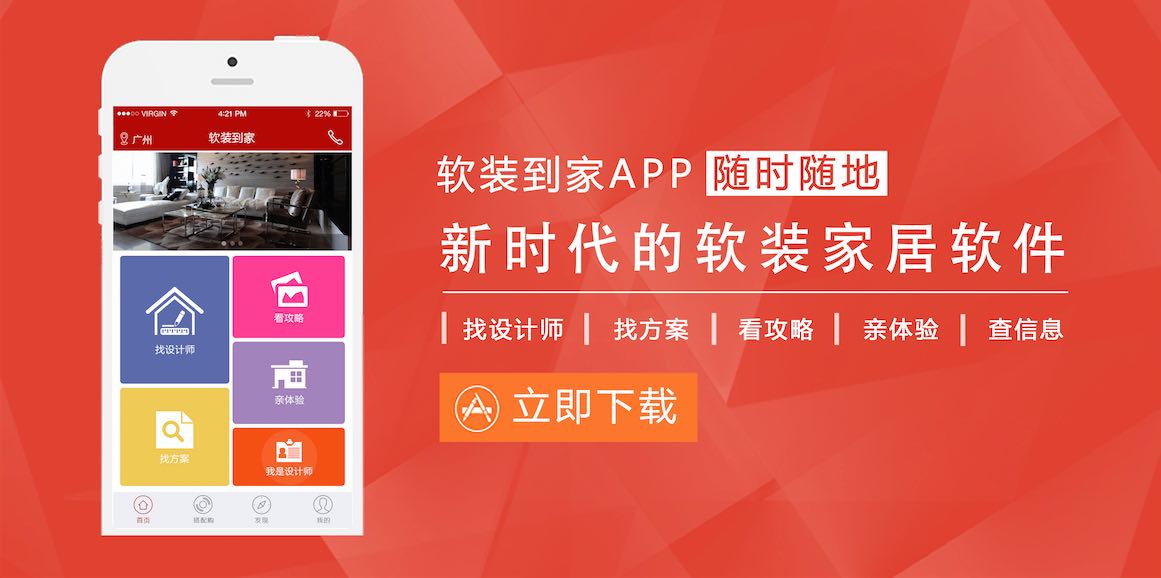 VIRGIN 4:21 PM 22%
广州 软装到家
找设计师
看攻略
亲体验
找方案
我是设计师
首页 搭配购 发现 我的
软装到家APP 随时随地
新时代的软装家居软件
找设计师 找方案 看攻略 亲体验 查信息
立即下载